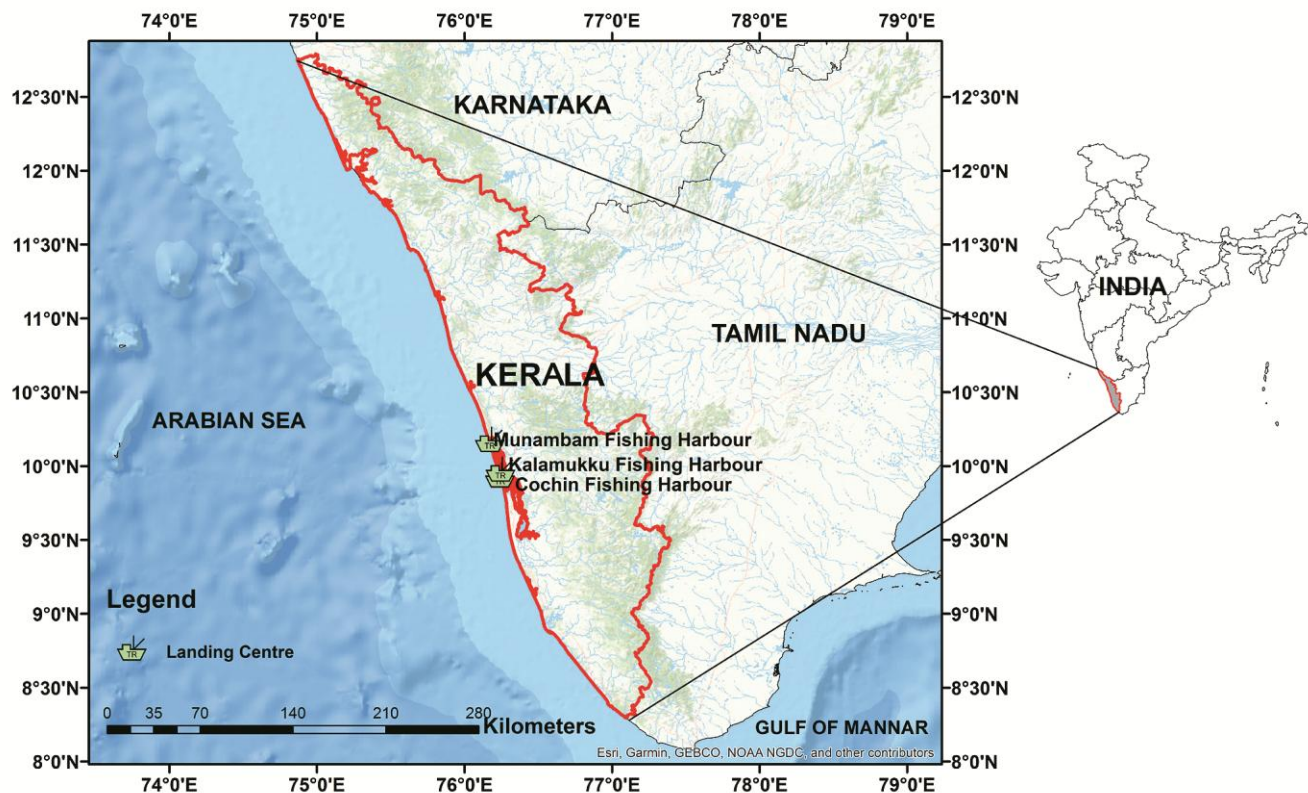 74°0'E 75°0'E 76°0'E 77°0'E 78°0'E 79°0'E
12°30'N KARNATAKA 12°30'N
12°0'N 12°0'N
11°30'N 11°30'N
INDIA
11°0'N TAMIL NADU 11°0'N
KERALA
10°30'N 10°30'N
ARABIAN SEA
TR Munambam Fishing Harbour
10°0'N TR Kalamukku Fishing Harbour 10°0'N
Cochin Fishing Harbour
9°30'N 9°30'N
Legend
9°0'N 9°0'N
TR Landing Centre
8°30'N 8°30'N
0 35 70 140 210 280
Kilometers GULF OF MANNAR
Esri, Garmin, GEBCO, NOAA NGDC, and other contributors
8°0'N 8°0'N
74°0'E 75°0'E 76°0'E 77°0'E 78°0'E 79°0'E